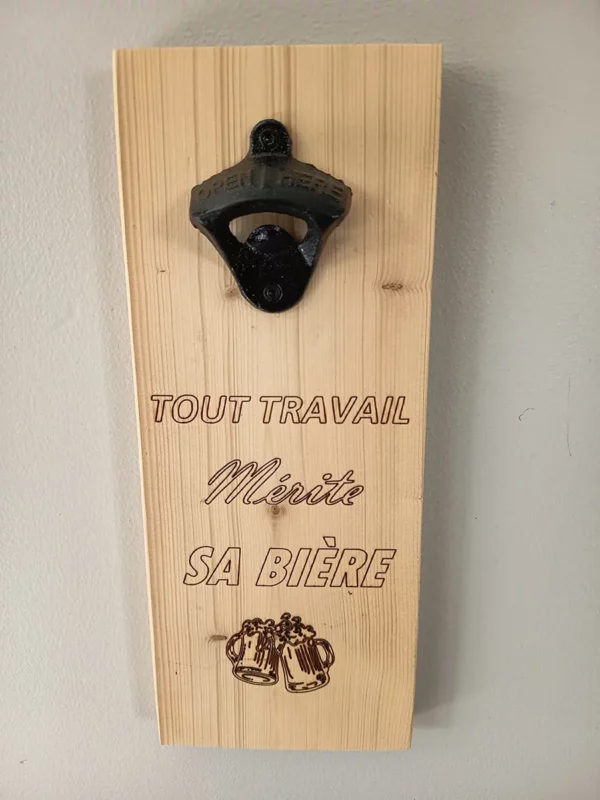 OPEN HERE
TOUT TRAVAIL
Mérite
SA BIÈRE